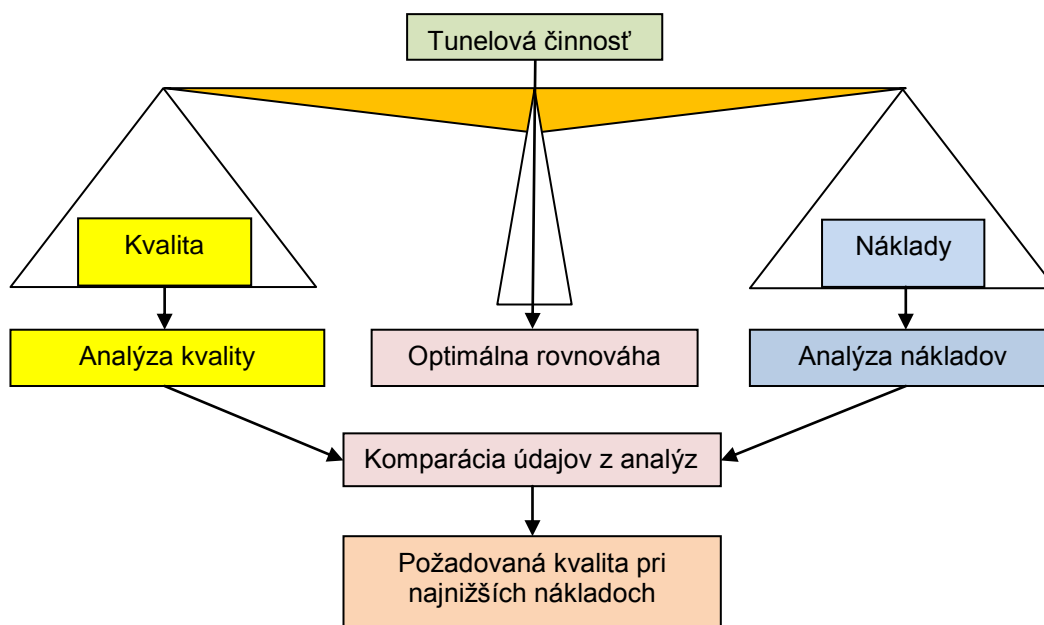 Tunelová činnosť
Kvalita
Náklady
Analýza kvality
Optimálna rovnováha
Analýza nákladov
Komparácia údajov z analýz
Požadovaná kvalita pri
najnižších nákladoch